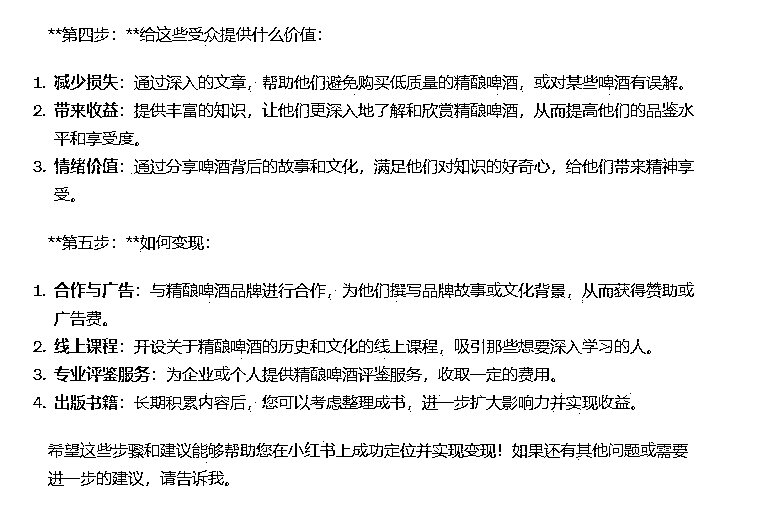 **第四步：**给这些受众提供什么价值：
1. 减少损失：通过深入的文章，帮助他们避免购买低质量的精酿啤酒，或对某些啤酒有误解。
2. 带来收益：提供丰富的知识，让他们更深入地了解和欣赏精酿啤酒，从而提高他们的品鉴水
平和享受度。
3. 情绪价值：通过分享啤酒背后的故事和文化，满足他们对知识的好奇心，给他们带来精神享
受。
**第五步：**如何变现：
1. 合作与广告：与精酿啤酒品牌进行合作，为他们撰写品牌故事或文化背景，从而获得赞助或
广告费。
2. 线上课程：开设关于精酿啤酒的历史和文化的线上课程，吸引那些想要深入学习的人。
3. 专业评鉴服务：为企业或个人提供精酿啤酒评鉴服务，收取一定的费用。
4. 出版书籍：长期积累内容后，您可以考虑整理成书，进一步扩大影响力并实现收益。
希望这些步骤和建议能够帮助您在小红书上成功定位并实现变现！如果还有其他问题或需要
进一步的建议，请告诉我。